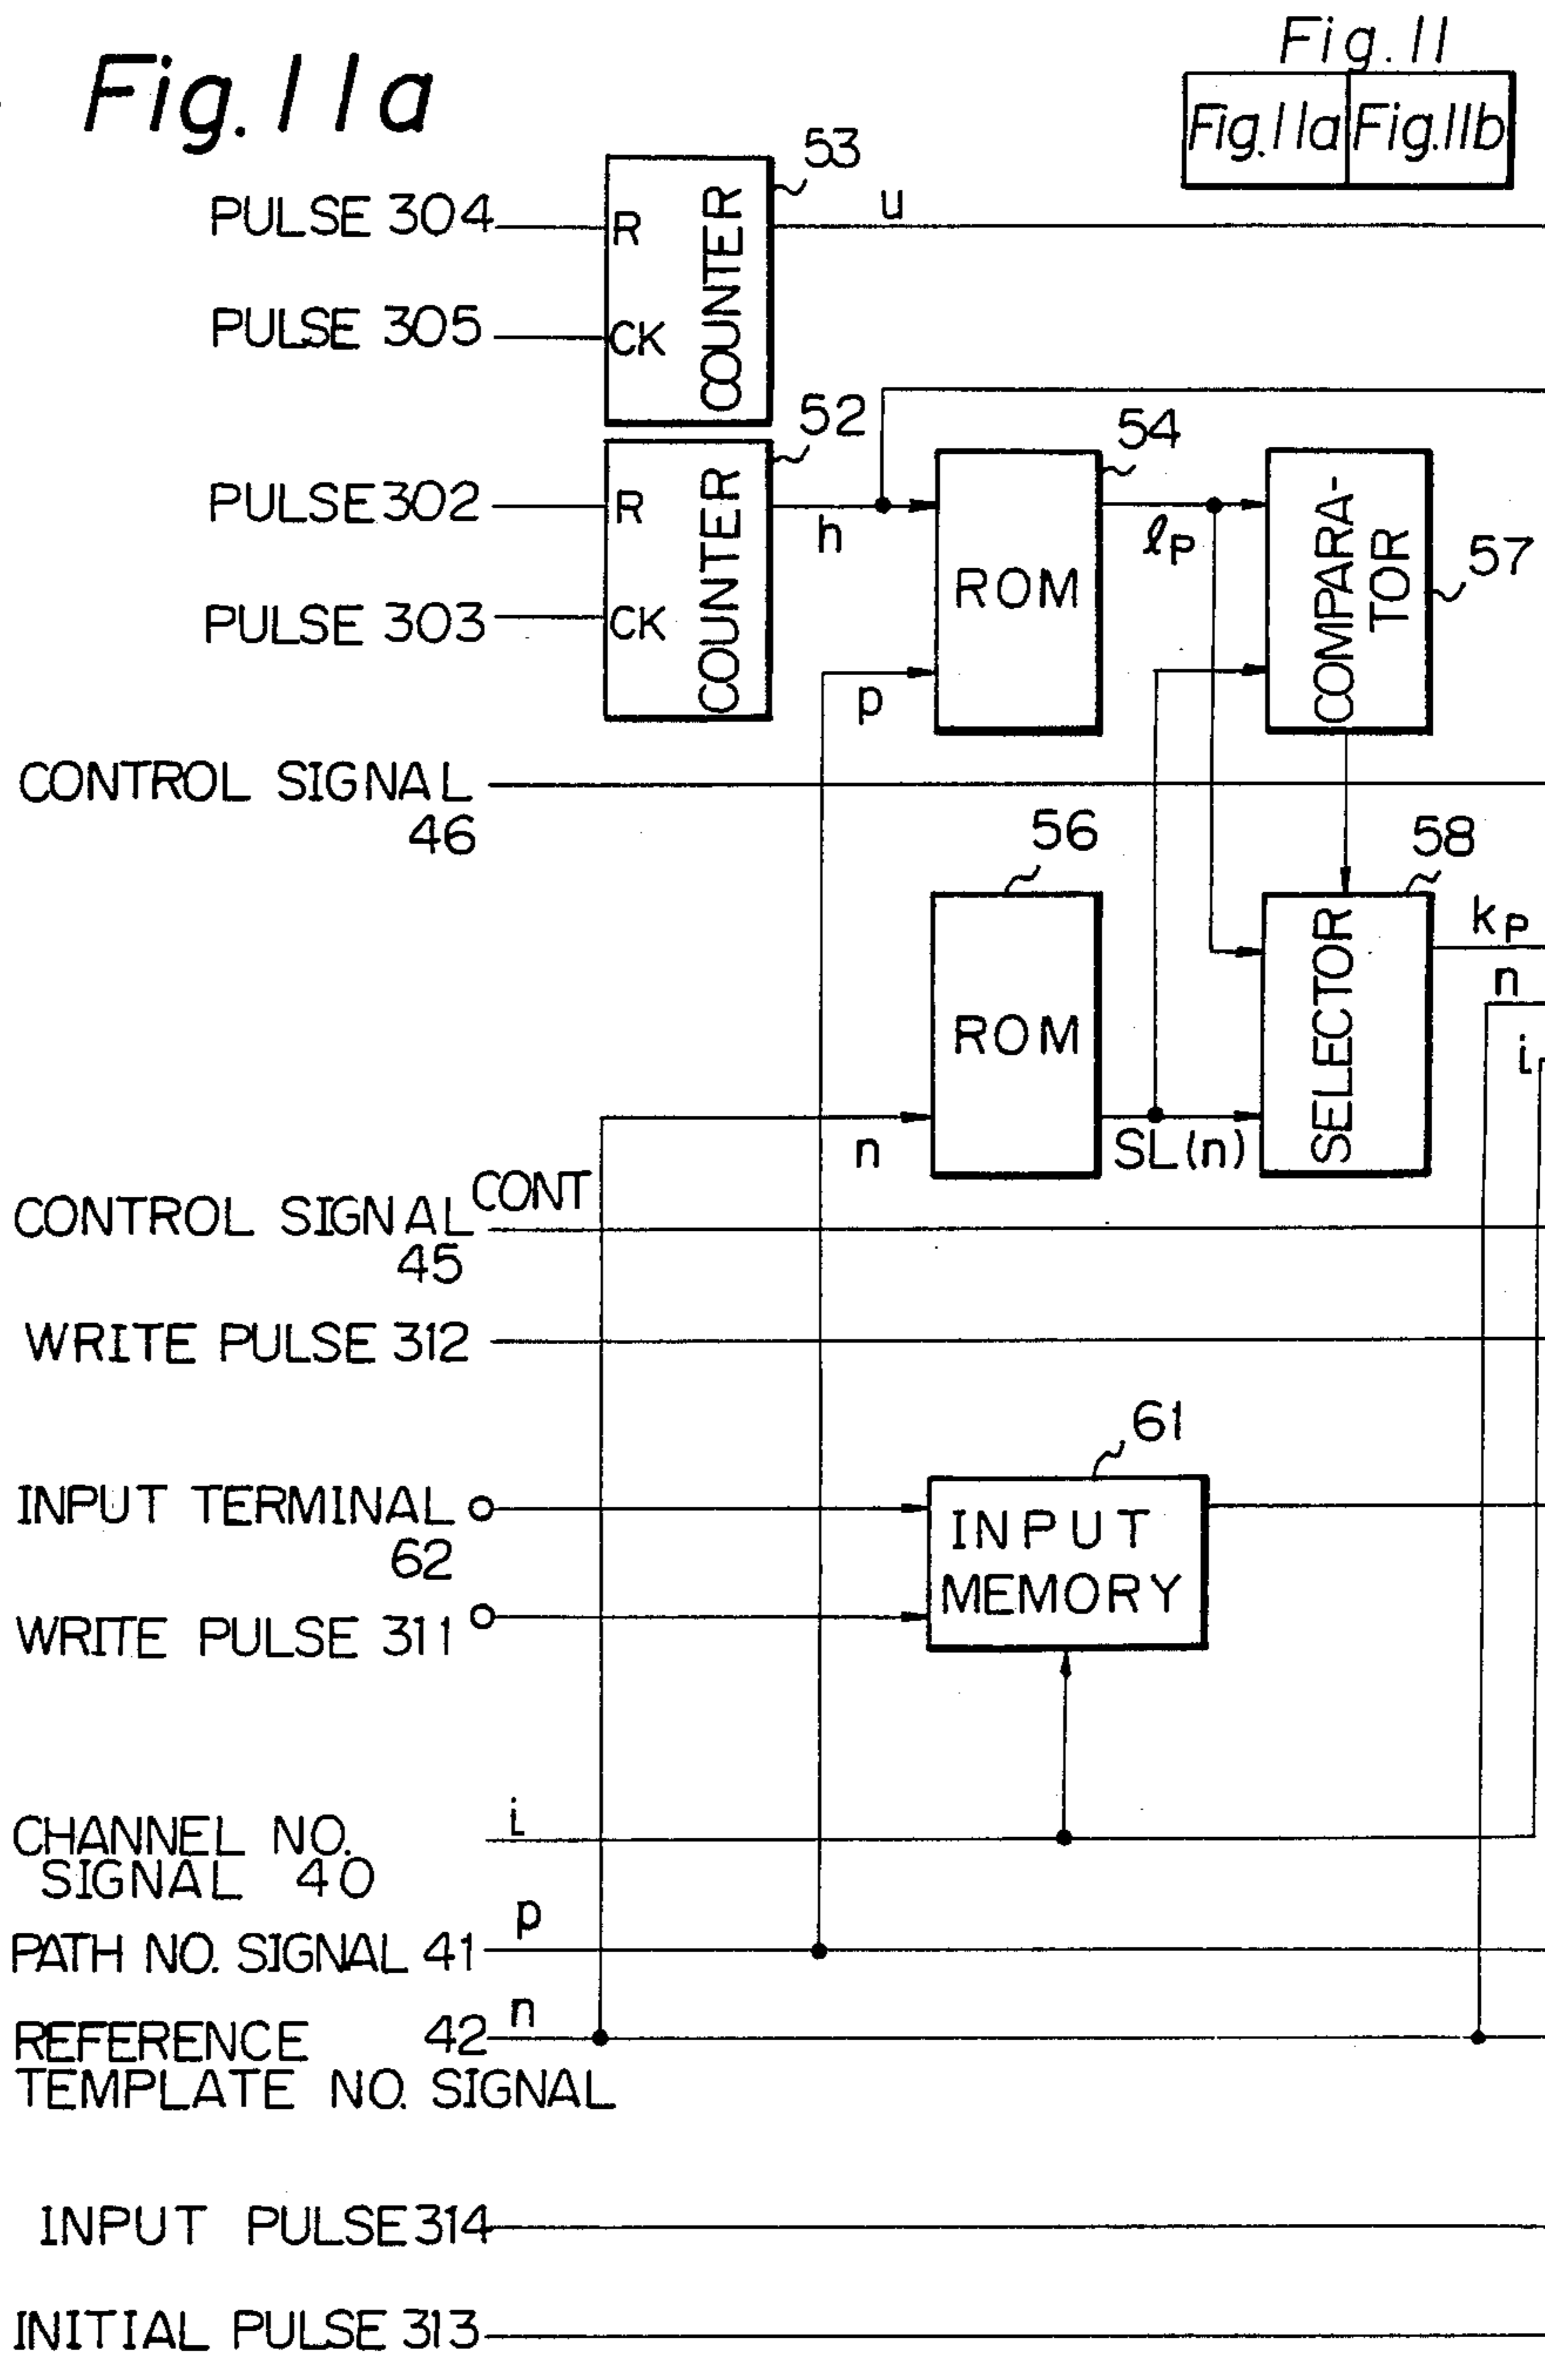 Fig. 11a
Fig. 11
Fig. 11a Fig. 11b
53
PULSE 304
R
COUNTER
u
PULSE 305
CK
52
54
PULSE 302
R
COUNTER
h
ROM
ℓp
COMPARA-
TOR
57
PULSE 303
CK
p
CONTROL SIGNAL
46
56
58
ROM
SELECTOR
kp
n
i
n
SL(n)
CONT
CONTROL SIGNAL
45
WRITE PULSE 312
61
INPUT TERMINAL
62
INPUT
MEMORY
WRITE PULSE 311
CHANNEL NO.
SIGNAL 40
i
p
PATH NO. SIGNAL 41
n
REFERENCE 42
TEMPLATE NO. SIGNAL
INPUT PULSE 314
INITIAL PULSE 313